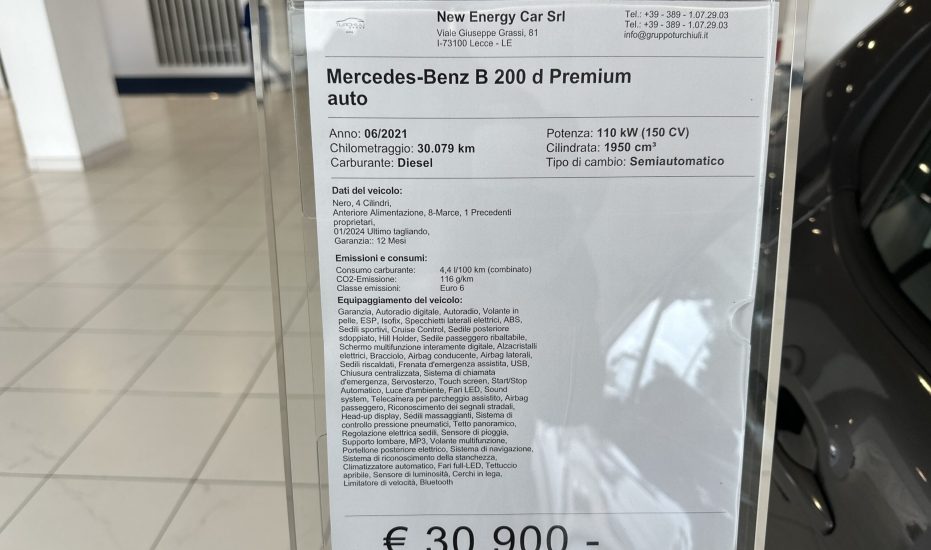 New Energy Car Srl
Viale Giuseppe Grassi, 81
I-73100 Lecce - LE
Tel.: +39 - 389 - 1.07.29.03
Tel.: +39 - 389 - 1.07.29.03
info@gruppoturchiuli.it
Mercedes-Benz B 200 d Premium
auto
Anno: 06/2021
Chilometraggio: 30.079 km
Carburante: Diesel
Potenza: 110 kW (150 CV)
Cilindrata: 1950 cm³
Tipo di cambio: Semiautomatico
Dati del veicolo:
Nero, 4 Cilindri,
Anteriore Alimentazione, 8-Marce, 1 Precedenti
proprietari,
01/2024 Ultimo tagliando,
Garanzia:: 12 Mesi
Emissioni e consumi:
Consumo carburante: 4,4 l/100 km (combinato)
CO2-Emissione: 116 g/km
Classe emissioni: Euro 6
Equipaggiamento del veicolo:
Garanzia, Autoradio digitale, Autoradio, Volante in
pelle, ESP, Isofix, Specchietti laterali elettrici, ABS,
Sedili sportivi, Cruise Control, Sedile posteriore
sdoppiato, Hill Holder, Sedile passeggero ribaltabile,
Schermo multifunzione interamente digitale, Alzacristalli
elettrici, Bracciolo, Airbag conducente, Airbag laterali,
Sedili riscaldati, Frenata d'emergenza assistita, USB,
Chiusura centralizzata, Sistema di chiamata
d'emergenza, Servosterzo, Touch screen, Start/Stop
Automatico, Luce d'ambiente, Fari LED, Sound
system, Telecamera per parcheggio assistito, Airbag
passeggero, Riconoscimento dei segnali stradali,
Head-up display, Sedili massaggianti, Sistema di
controllo pressione pneumatici, Tetto panoramico,
Regolazione elettrica sedili, Sensore di pioggia,
Supporto lombare, MP3, Volante multifunzione,
Portellone posteriore elettrico, Sistema di navigazione,
Sistema di riconoscimento della stanchezza,
Climatizzatore automatico, Fari full-LED, Tettuccio
apribile, Sensore di luminosità, Cerchi in lega,
Limitatore di velocità, Bluetooth
€ 30.900,-